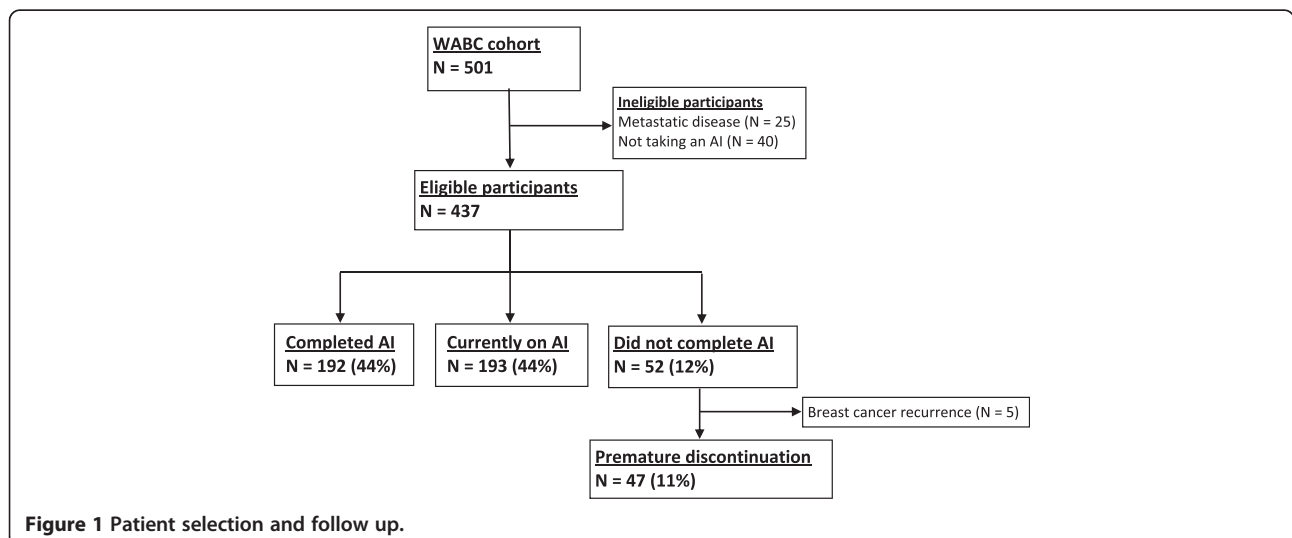 WABC cohort
N = 501
Ineligible participants
Metastatic disease (N = 25)
Not taking an AI (N = 40)
Eligible participants
N = 437
Completed AI
N = 192 (44%)
Currently on AI
N = 193 (44%)
Did not complete AI
N = 52 (12%)
Breast cancer recurrence (N = 5)
Premature discontinuation
N = 47 (11%)
Figure 1 Patient selection and follow up.